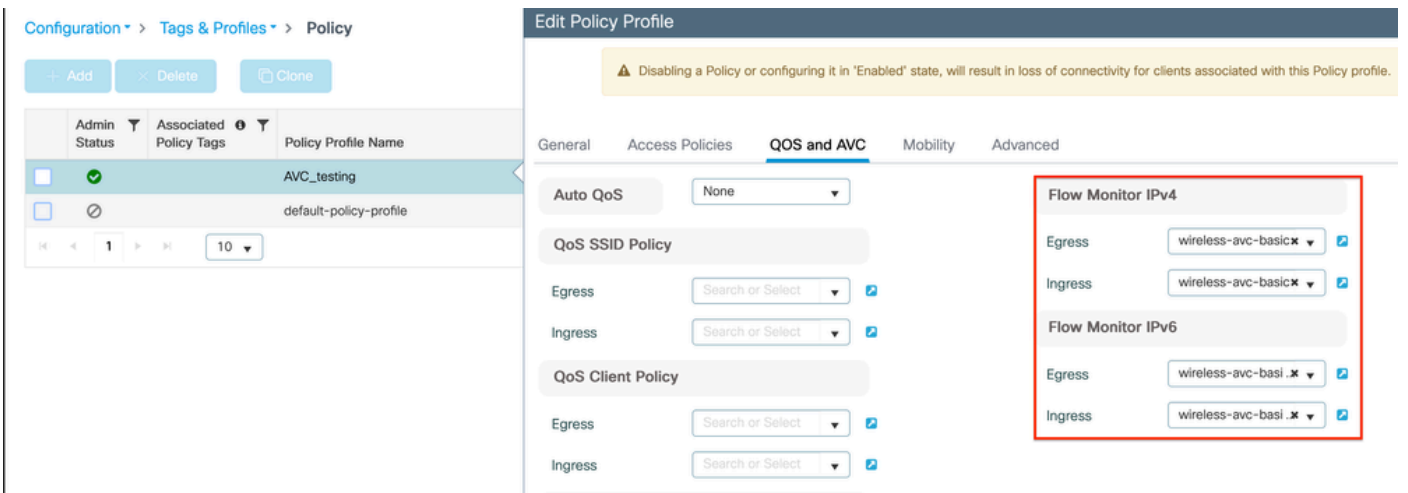 Configuration > Tags & Profiles > Policy
+ Add
× Delete
Clone
Admin Status
Associated Policy Tags
Policy Profile Name
AVC_testing
default-policy-profile
1
10
Edit Policy Profile
Disabling a Policy or configuring it in 'Enabled' state, will result in loss of connectivity for clients associated with this Policy profile.
General Access Policies QOS and AVC Mobility Advanced
Auto QoS None
QoS SSID Policy
Egress Search or Select
Ingress Search or Select
QoS Client Policy
Egress Search or Select
Ingress Search or Select
Flow Monitor IPv4
Egress wireless-avc-basic
Ingress wireless-avc-basic
Flow Monitor IPv6
Egress wireless-avc-basi ..
Ingress wireless-avc-basi ..